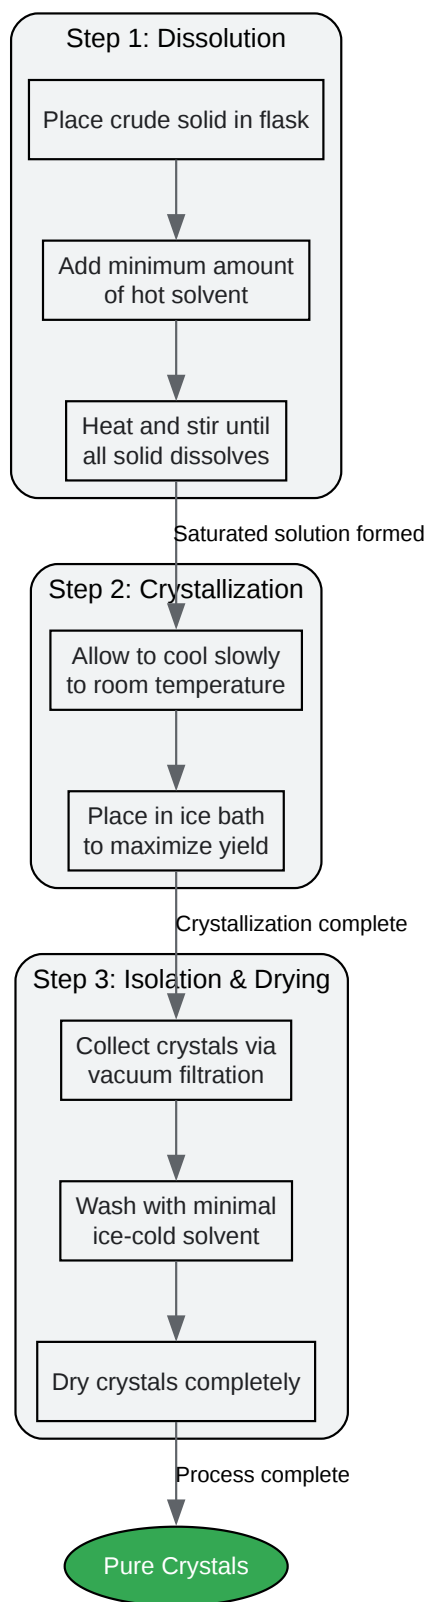 Step 1: Dissolution
Place crude solid in flask
Add minimum amount
of hot solvent
Heat and stir until
all solid dissolves
Saturated solution formed
Step 2: Crystallization
Allow to cool slowly
to room temperature
Place in ice bath
to maximize yield
Crystallization complete
Step 3: Isolation & Drying
Collect crystals via
vacuum filtration
Wash with minimal
ice-cold solvent
Dry crystals completely
Process complete
Pure Crystals